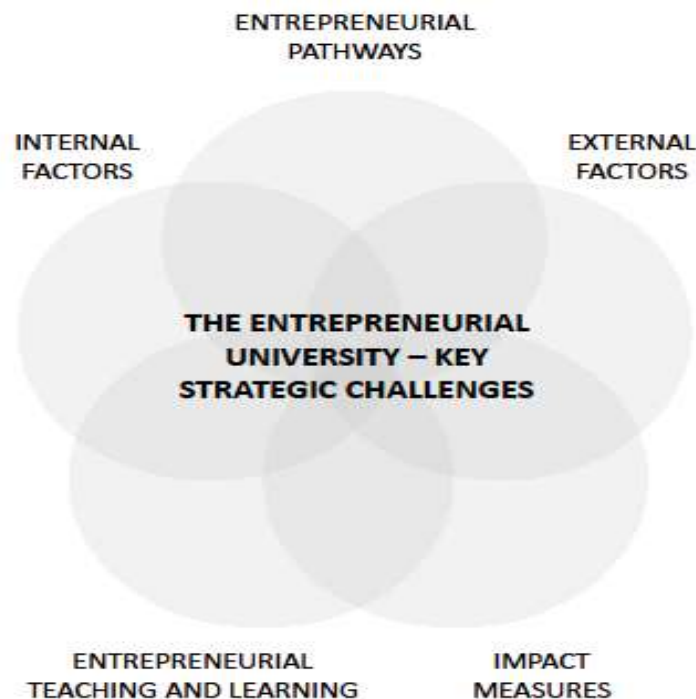 ENTREPRENEURIAL
PATHWAYS
INTERNAL
FACTORS
EXTERNAL
FACTORS
THE ENTREPRENEURIAL
UNIVERSITY – KEY
STRATEGIC CHALLENGES
ENTREPRENEURIAL
TEACHING AND LEARNING
IMPACT
MEASURES